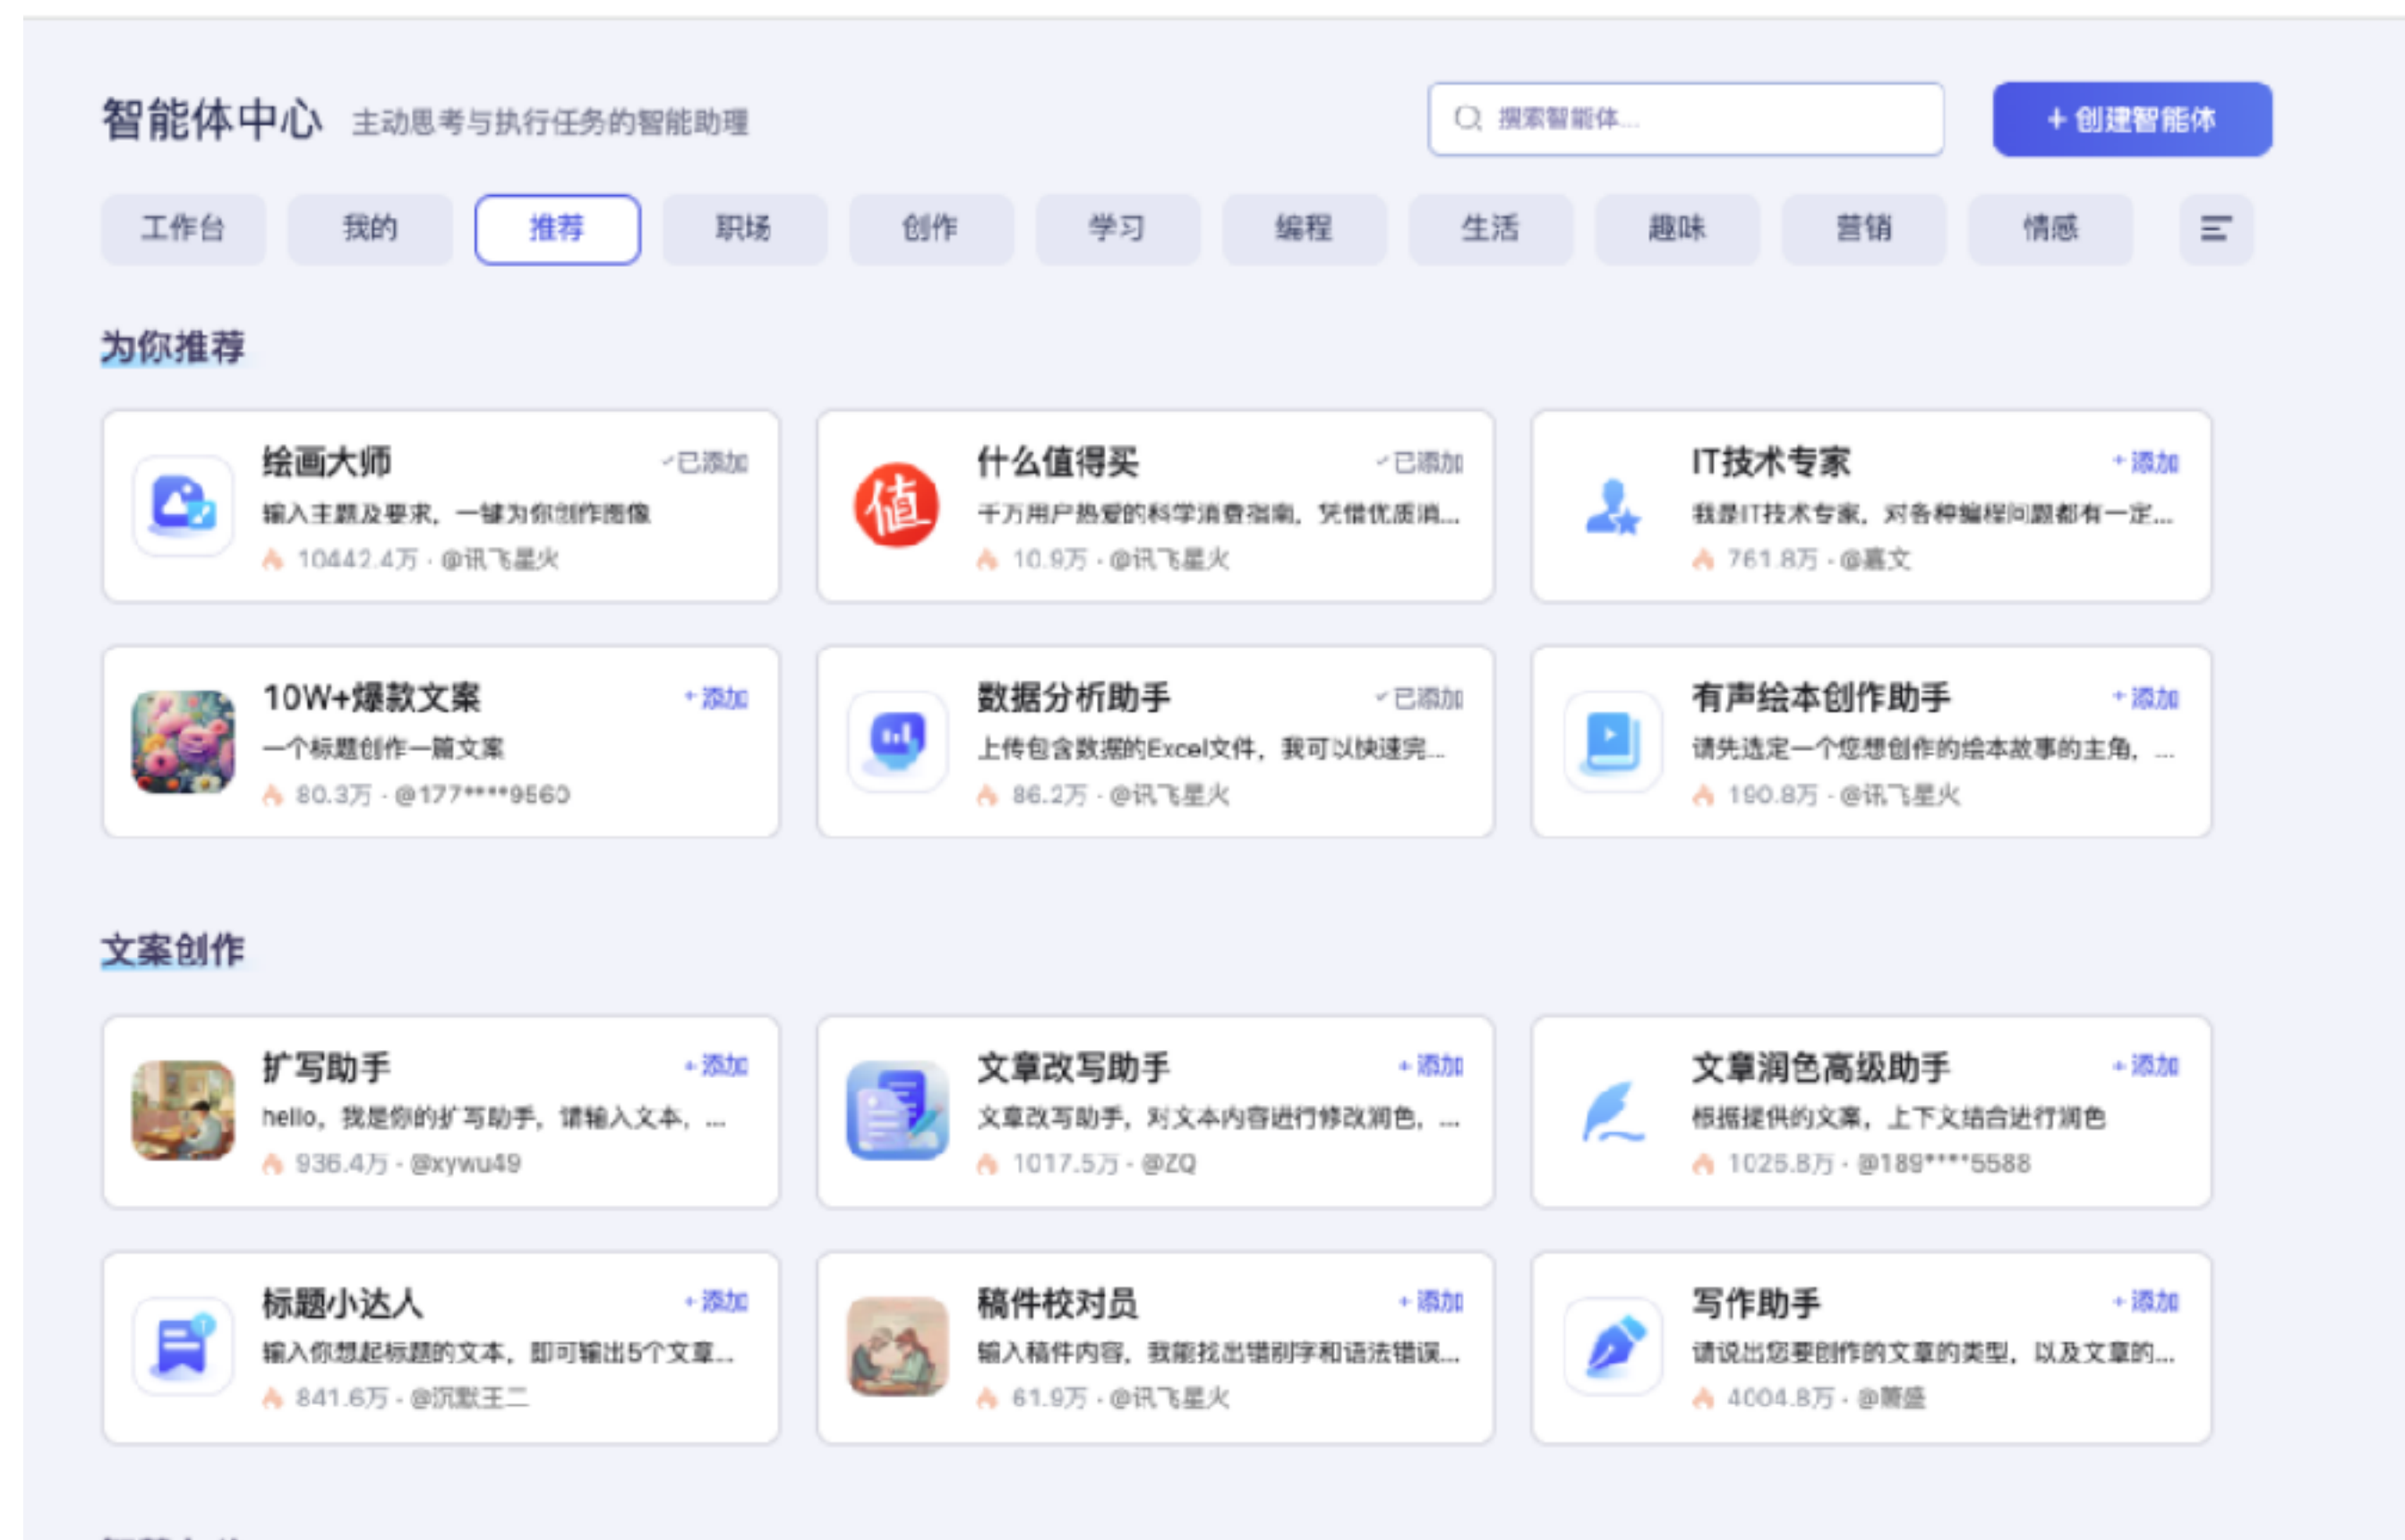 智能体中心 主动思考与执行任务的智能助理
搜索智能体...
+ 创建智能体
工作台 我的 推荐 职场 创作 学习 编程 生活 趣味 营销 情感
为你推荐
绘画大师 已添加
输入主题及要求，一键为你创作图像
10442.4万 · @讯飞星火
什么值得买 已添加
千万用户热爱的科学消费指南，凭借优质消...
10.9万 · @讯飞星火
值
IT技术专家 + 添加
我是IT技术专家，对各种编程问题都有一定...
761.8万 · @嘉文
10W+爆款文案 + 添加
一个标题创作一篇文案
80.3万 · @177****9560
数据分析助手 已添加
上传包含数据的Excel文件，我可以快速完...
86.2万 · @讯飞星火
有声绘本创作助手 + 添加
请先选定一个您想创作的绘本故事的主角，...
190.8万 · @讯飞星火
文案创作
扩写助手 + 添加
hello，我是你的扩写助手，请输入文本，...
936.4万 · @xywu49
文章改写助手 + 添加
文章改写助手，对文本内容进行修改润色，...
1017.5万 · @ZQ
文章润色高级助手 + 添加
根据提供的文案，上下文结合进行润色
1025.8万 · @189****5588
标题小达人 + 添加
输入你想起标题的文本，即可输出5个文章...
841.6万 · @沉默王二
稿件校对员 + 添加
输入稿件内容，我能找出错别字和语法错误...
61.9万 · @讯飞星火
写作助手 + 添加
请说出您要创作的文章的类型，以及文章的...
4004.8万 · @萧盛